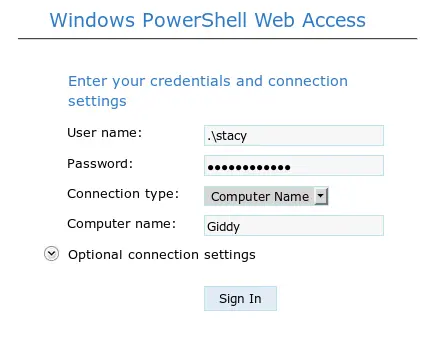 Windows PowerShell Web Access
Enter your credentials and connection
settings
User name: .\stacy
Password: ●●●●●●●●●●●●
Connection type: Computer Name
Computer name: Giddy
Optional connection settings
Sign In